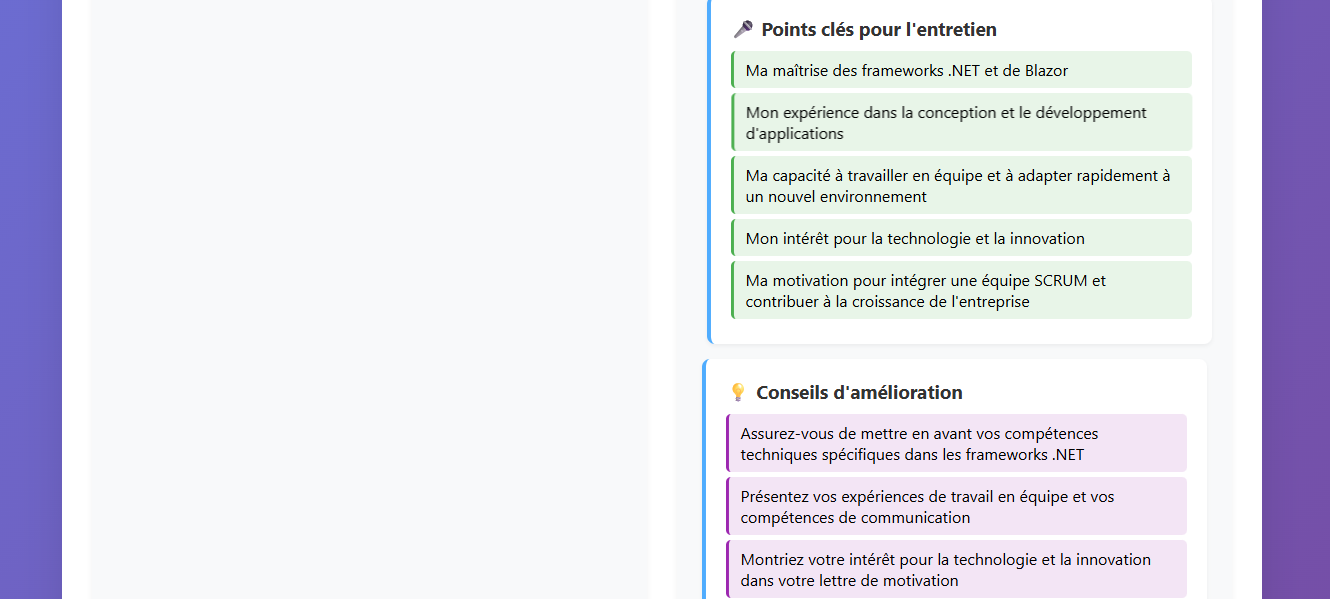 Points clés pour l'entretien
Ma maîtrise des frameworks .NET et de Blazor
Mon expérience dans la conception et le développement
d'applications
Ma capacité à travailler en équipe et à adapter rapidement à
un nouvel environnement
Mon intérêt pour la technologie et la innovation
Ma motivation pour intégrer une équipe SCRUM et
contribuer à la croissance de l'entreprise
Conseils d'amélioration
Assurez-vous de mettre en avant vos compétences
techniques spécifiques dans les frameworks .NET
Présentez vos expériences de travail en équipe et vos
compétences de communication
Montriez votre intérêt pour la technologie et la innovation
dans votre lettre de motivation